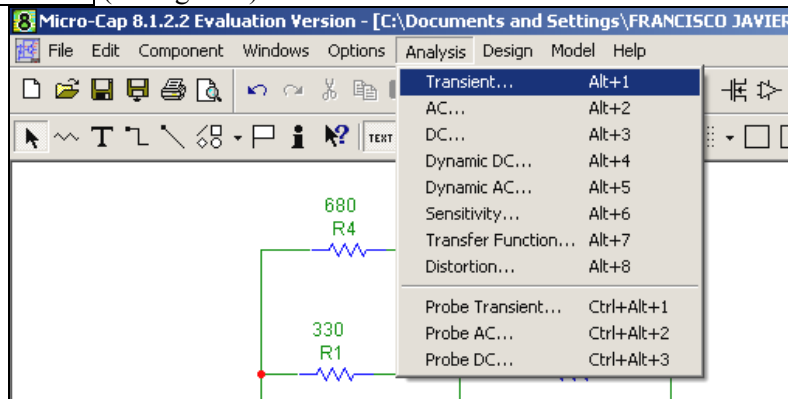 8 Micro-Cap 8.1.2.2 Evaluation Version - [C:\Documents and Settings\FRANCISCO JAVIER
File Edit Component Windows Options Analysis Design Model Help
Transient... Alt+1
AC... Alt+2
T TEXT
DC... Alt+3
Dynamic DC... Alt+4
Dynamic AC... Alt+5
680
Sensitivity... Alt+6
R4
Transfer Function... Alt+7
Distortion... Alt+8
Probe Transient... Ctrl+Alt+1
330
Probe AC... Ctrl+Alt+2
R1
Probe DC... Ctrl+Alt+3